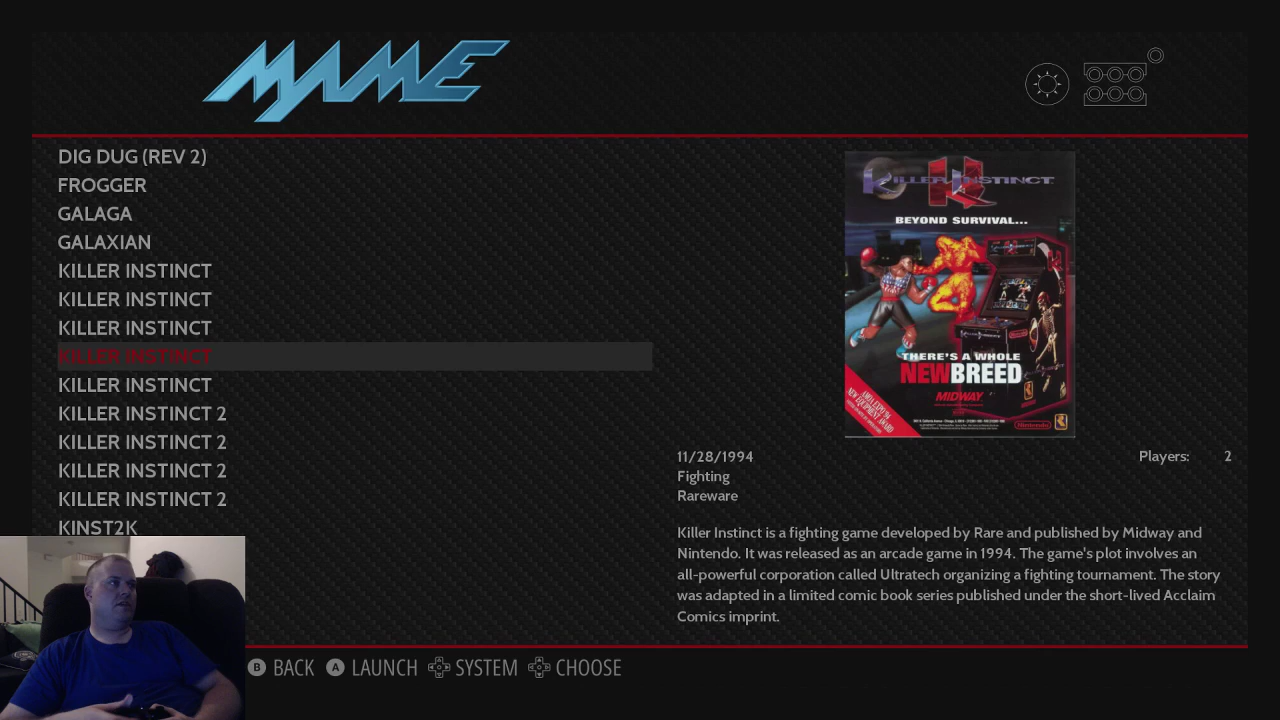 MAME
DIG DUG (REV 2)
FROGGER
GALAGA
GALAXIAN
KILLER INSTINCT
KILLER INSTINCT
KILLER INSTINCT
KILLER INSTINCT
KILLER INSTINCT
KILLER INSTINCT 2
KILLER INSTINCT 2
KILLER INSTINCT 2
KILLER INSTINCT 2
KINST2K
KILLER INSTINCT
BEYOND SURVIVAL...
THERE'S A WHOLE
NEW BREED
MIDWAY
Nintendo
11/28/1994
Players: 2
Fighting
Rareware
Killer Instinct is a fighting game developed by Rare and published by Midway and
Nintendo. It was released as an arcade game in 1994. The game's plot involves an
all-powerful corporation called Ultratech organizing a fighting tournament. The story
was adapted in a limited comic book series published under the short-lived Acclaim
Comics imprint.
B BACK A LAUNCH SYSTEM CHOOSE